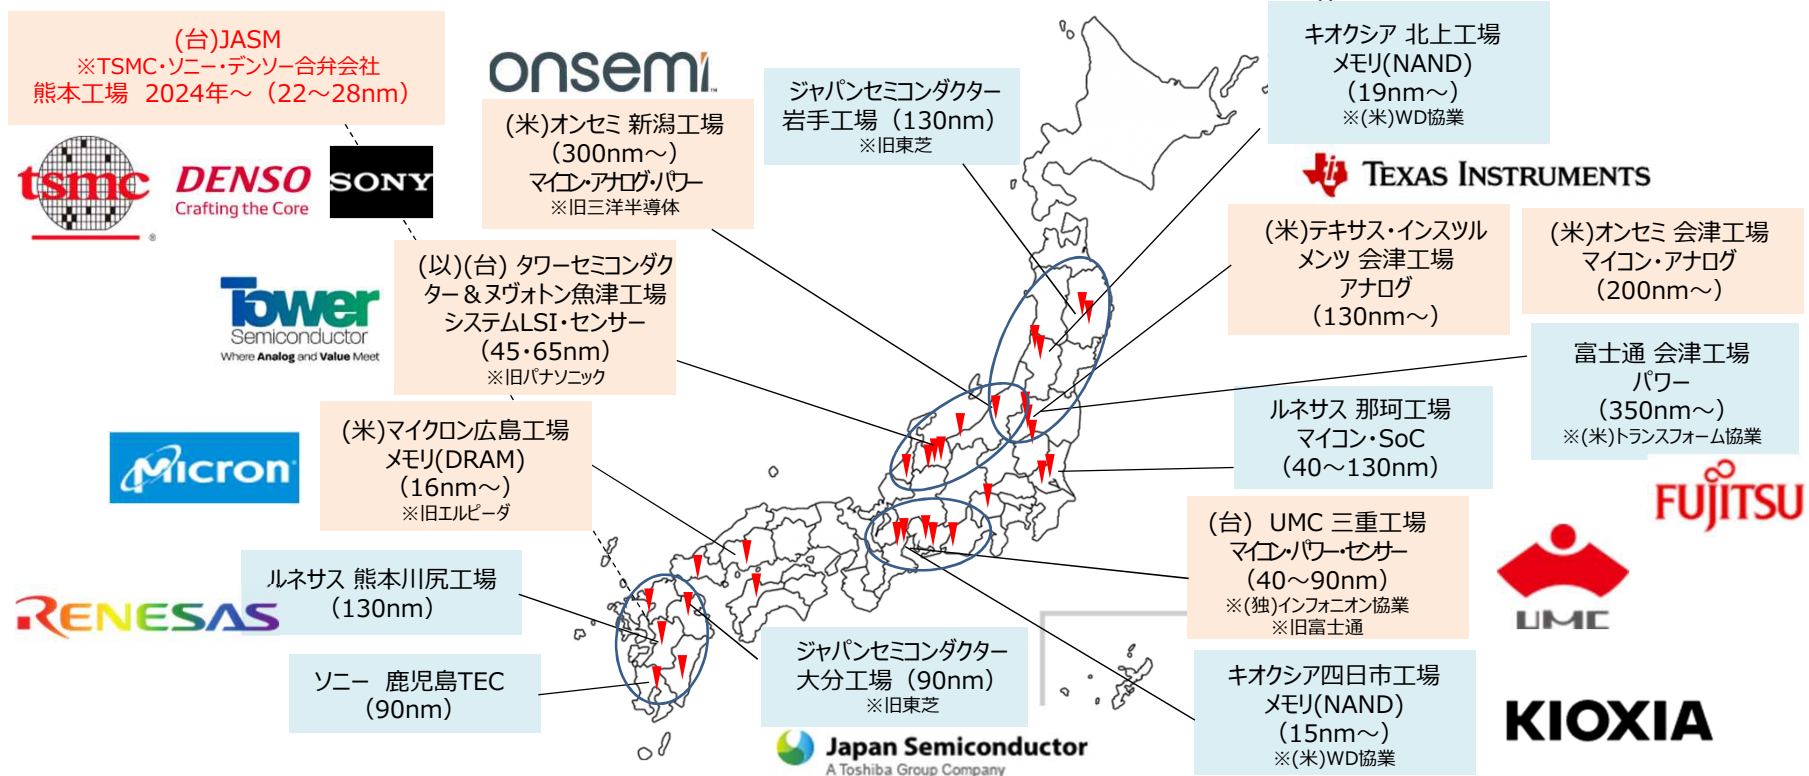 (台)JASM
※TSMC・ソニー・デンソー合弁会社
熊本工場 2024年～（22～28nm）
tsmc
®
DENSO
Crafting the Core
SONY
onsemi
™
(米)オンセミ 新潟工場
（300nm～）
マイコン・アナログ・パワー
※旧三洋半導体
ジャパンセミコンダクター
岩手工場（130nm）
※旧東芝
キオクシア 北上工場
メモリ(NAND)
（19nm～）
※(米)WD協業
TEXAS INSTRUMENTS
(米)テキサス・インスツル
メンツ 会津工場
アナログ
（130nm～）
(米)オンセミ 会津工場
マイコン・アナログ
（200nm～）
Tower
Semiconductor
Where Analog and Value Meet
(以)(台) タワーセミコンダク
ター＆ヌヴォトン魚津工場
システムLSI・センサー
（45・65nm）
※旧パナソニック
富士通 会津工場
パワー
（350nm～）
※(米)トランスフォーム協業
FUJITSU
Micron
(米)マイクロン広島工場
メモリ(DRAM)
（16nm～）
※旧エルピーダ
ルネサス 那珂工場
マイコン・SoC
（40～130nm）
(台) UMC 三重工場
マイコン・パワー・センサー
（40～90nm）
※(独)インフォニオン協業
※旧富士通
UMC
RENESAS
ルネサス 熊本川尻工場
（130nm）
ソニー 鹿児島TEC
（90nm）
ジャパンセミコンダクター
大分工場（90nm）
※旧東芝
Japan Semiconductor
A Toshiba Group Company
キオクシア四日市工場
メモリ(NAND)
（15nm～）
※(米)WD協業
KIOXIA